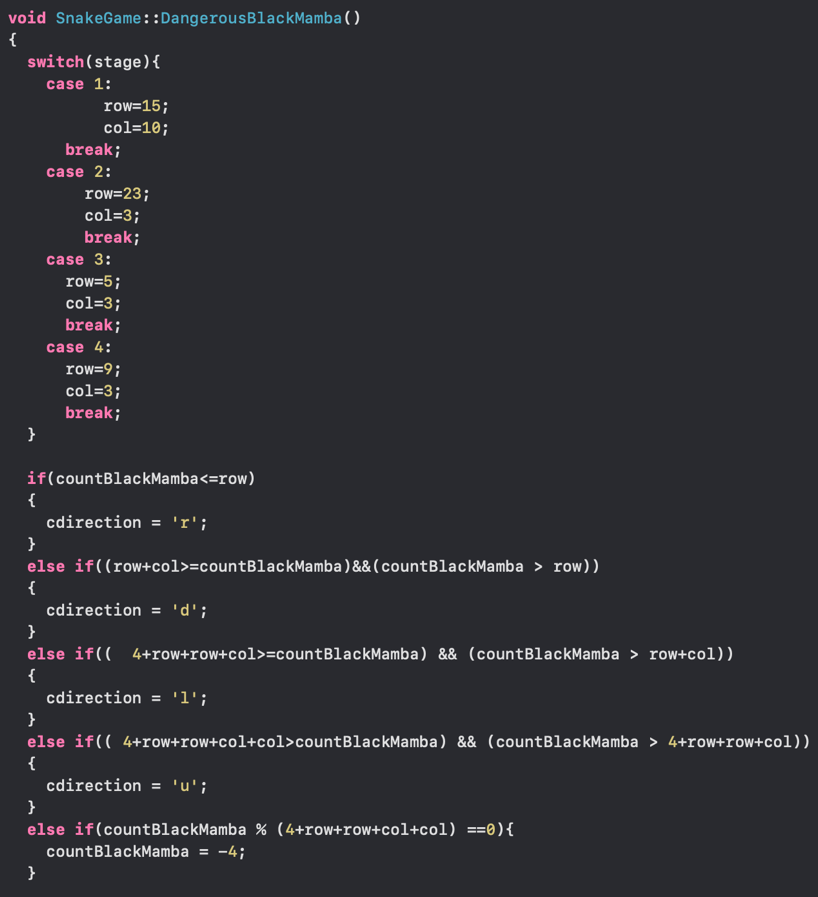 void SnakeGame::DangerousBlackMamba()
{
  switch(stage){
    case 1:
          row=15;
          col=10;
      break;
    case 2:
        row=23;
        col=3;
        break;
    case 3:
      row=5;
      col=3;
      break;
    case 4:
      row=9;
      col=3;
      break;
  }

  if(countBlackMamba<=row)
  {
    cdirection = 'r';
  }
  else if((row+col>=countBlackMamba)&&(countBlackMamba > row))
  {
    cdirection = 'd';
  }
  else if((  4+row+row+col>=countBlackMamba) && (countBlackMamba > row+col))
  {
    cdirection = 'l';
  }
  else if(( 4+row+row+col+col>countBlackMamba) && (countBlackMamba > 4+row+row+col))
  {
    cdirection = 'u';
  }
  else if(countBlackMamba % (4+row+row+col+col) ==0){
    countBlackMamba = -4;
  }